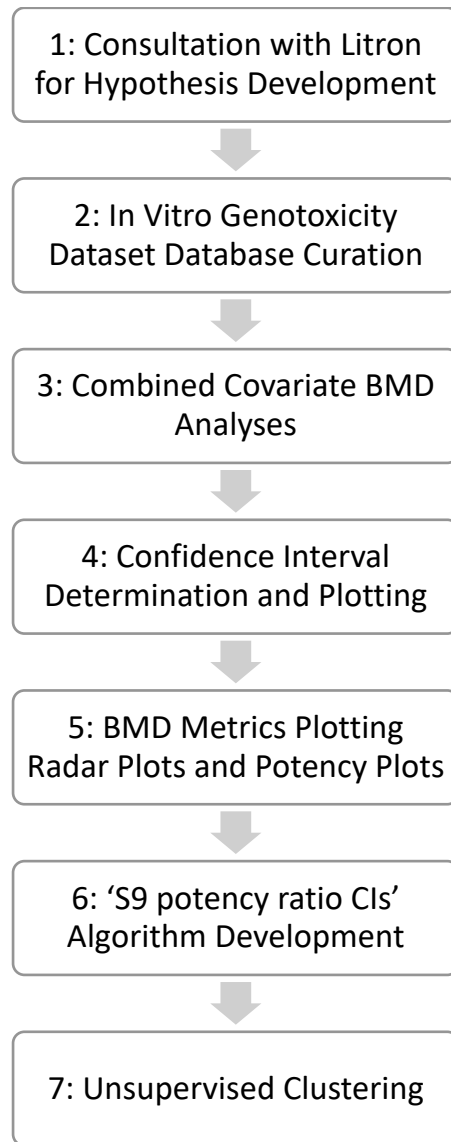 1: Consultation with Litron
for Hypothesis Development
2: In Vitro Genotoxicity
Dataset Database Curation
3: Combined Covariate BMD
Analyses
4: Confidence Interval
Determination and Plotting
5: BMD Metrics Plotting
Radar Plots and Potency Plots
6: ‘S9 potency ratio CIs’
Algorithm Development
7: Unsupervised Clustering